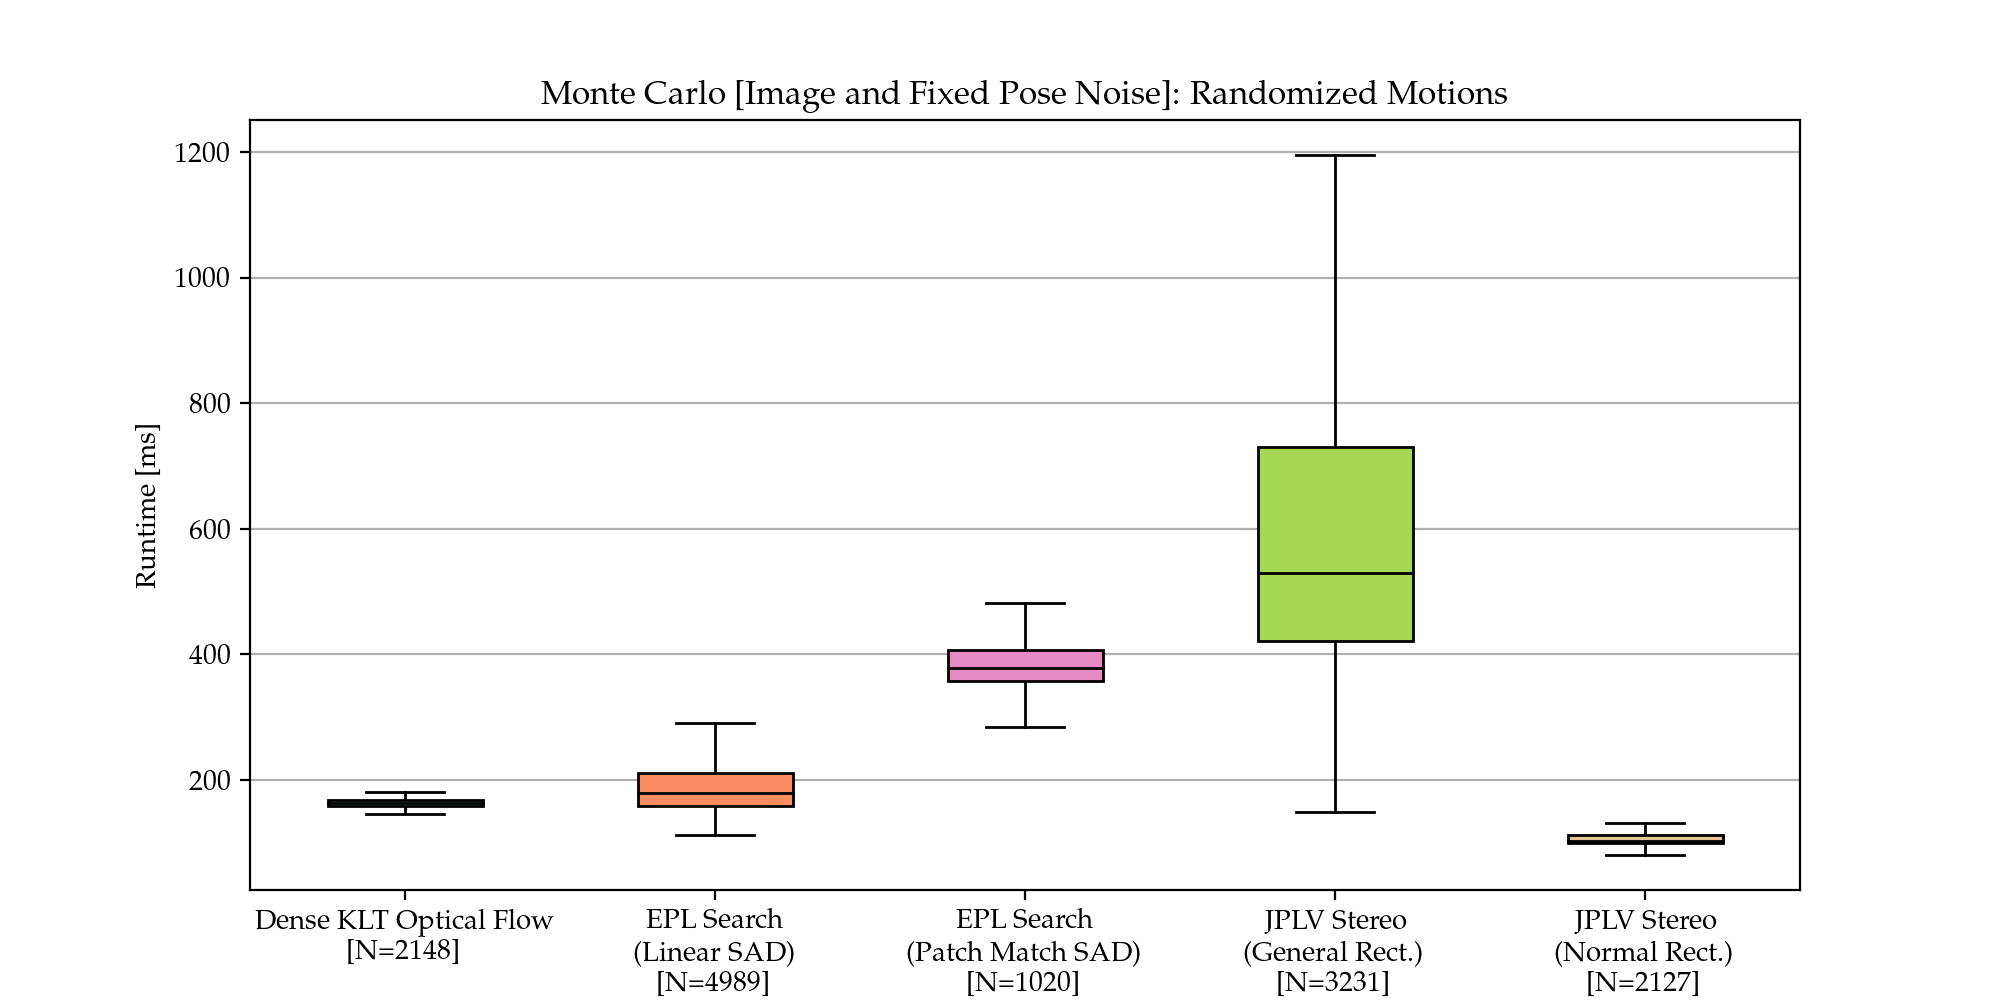 Monte Carlo [Image and Fixed Pose Noise]: Randomized Motions
Runtime [ms]
1200
1000
800
600
400
200
Dense KLT Optical Flow
[N=2148]
EPL Search
(Linear SAD)
[N=4989]
EPL Search
(Patch Match SAD)
[N=1020]
JPLV Stereo
(General Rect.)
[N=3231]
JPLV Stereo
(Normal Rect.)
[N=2127]